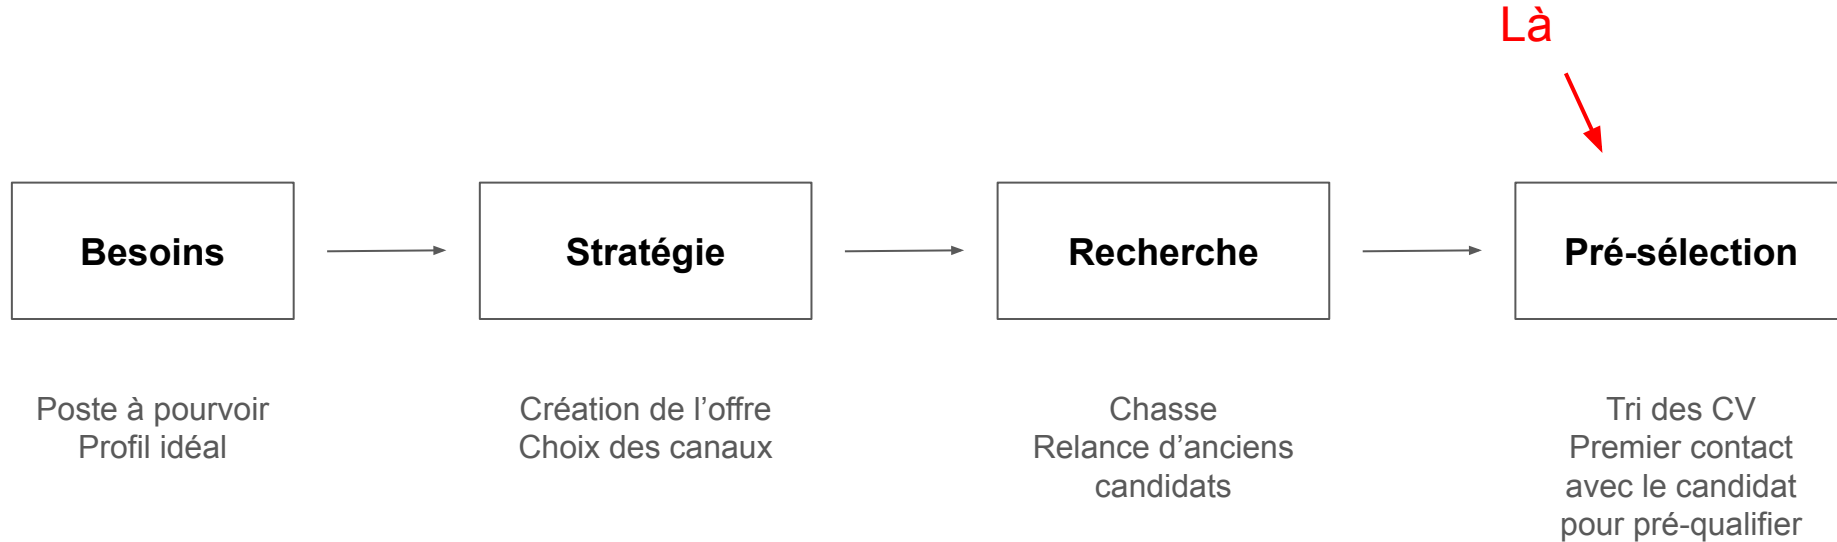 Là
Besoins
Stratégie
Recherche
Pré-sélection
Poste à pourvoir
Profil idéal
Création de l’offre
Choix des canaux
Chasse
Relance d’anciens
candidats
Tri des CV
Premier contact
avec le candidat
pour pré-qualifier